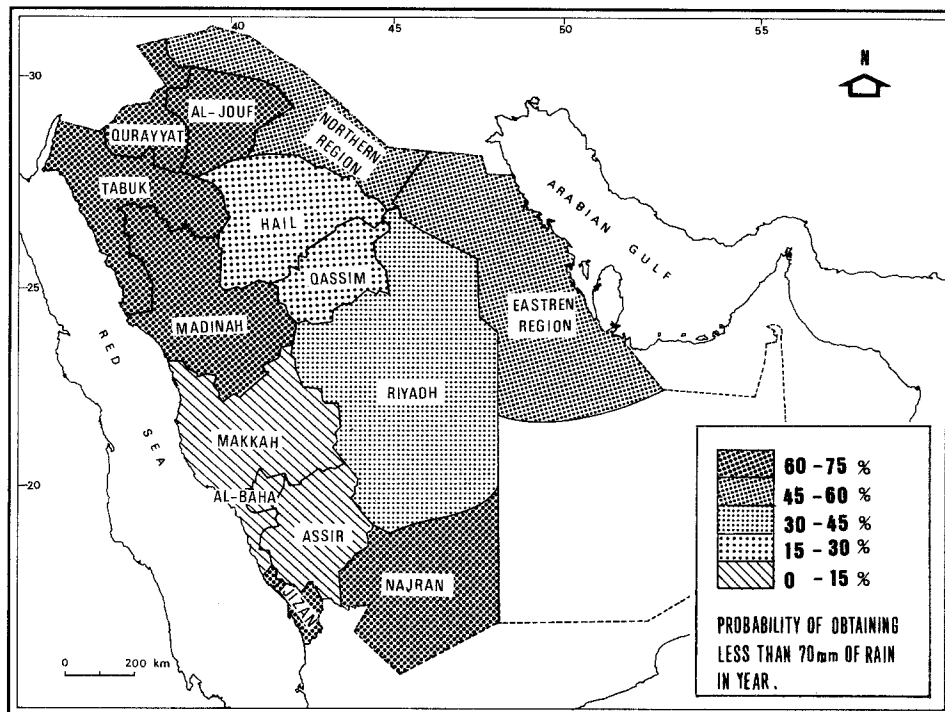 40
45
50
55
N
30
AL-JOUF
QURAYYAT
NORTHERN
REGION
TABUK
HAIL
ARABIAN GULF
QASSIM
25
EASTREN
REGION
MADINAH
RED SEA
RIYADH
MAKKAH
20
AL-BAHA
ASSIR
NAJRAN
JIZAN
0 200 km
60 - 75 %
45 - 60 %
30 - 45 %
15 - 30 %
0 - 15 %
PROBABILITY OF OBTAINING
LESS THAN 70mm OF RAIN
IN YEAR.